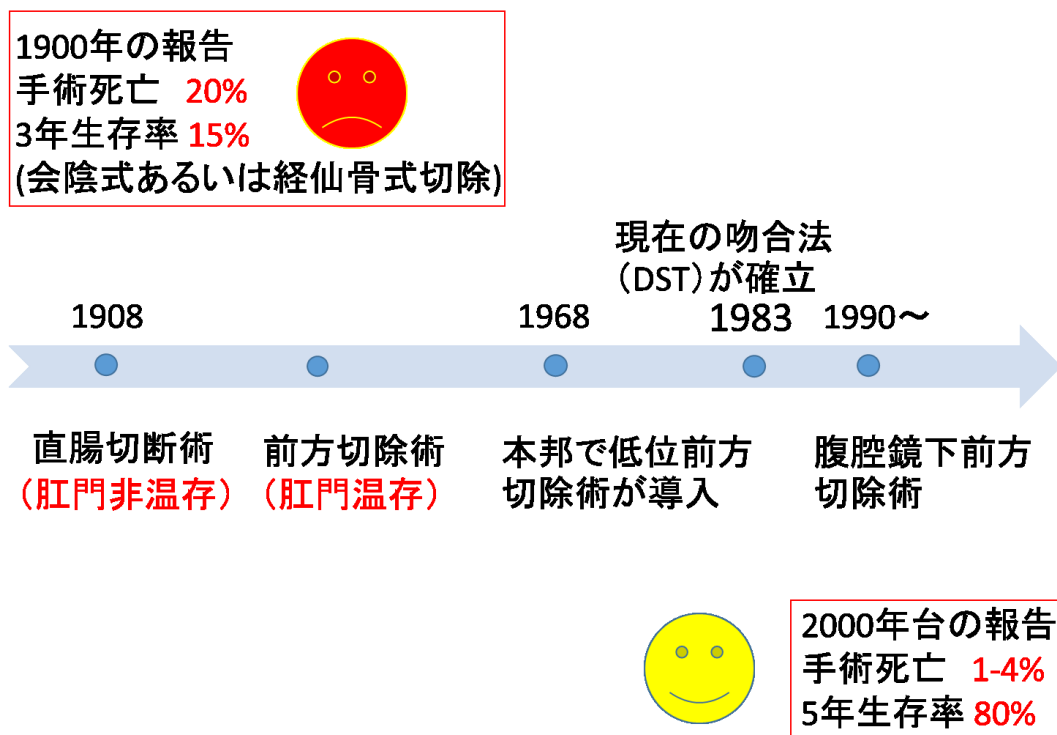 1900年の報告
手術死亡 20%
3年生存率 15%
(会陰式あるいは経仙骨式切除)
現在の吻合法
（DST）が確立
1908
1968
1983
1990～
直腸切断術
（肛門非温存）
前方切除術
（肛門温存）
本邦で低位前方
切除術が導入
腹腔鏡下前方
切除術
2000年台の報告
手術死亡 1-4%
5年生存率 80%